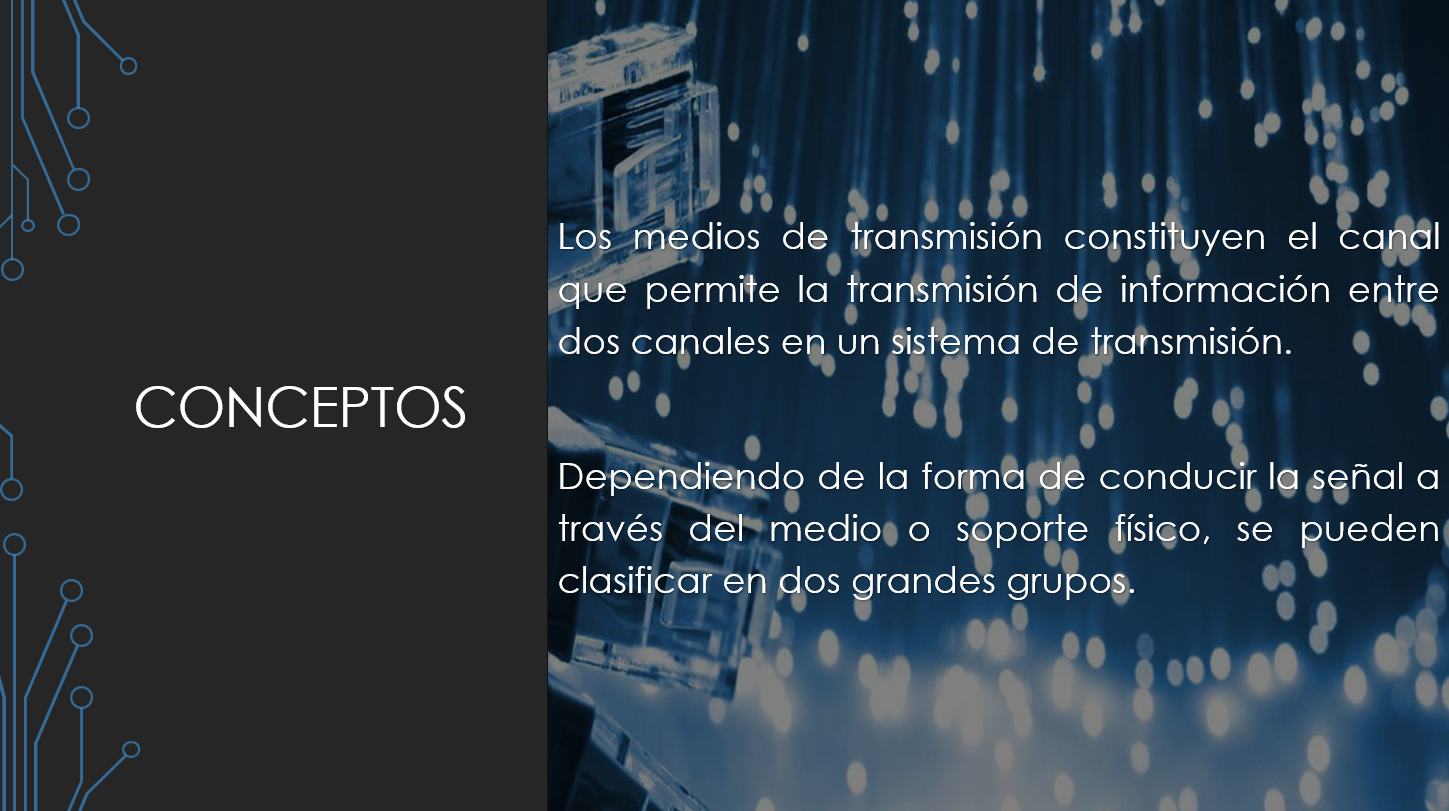 CONCEPTOS
Los medios de transmisión constituyen el canal
que permite la transmisión de información entre
dos canales en un sistema de transmisión.
Dependiendo de la forma de conducir la señal a
través del medio o soporte físico, se pueden
clasificar en dos grandes grupos.